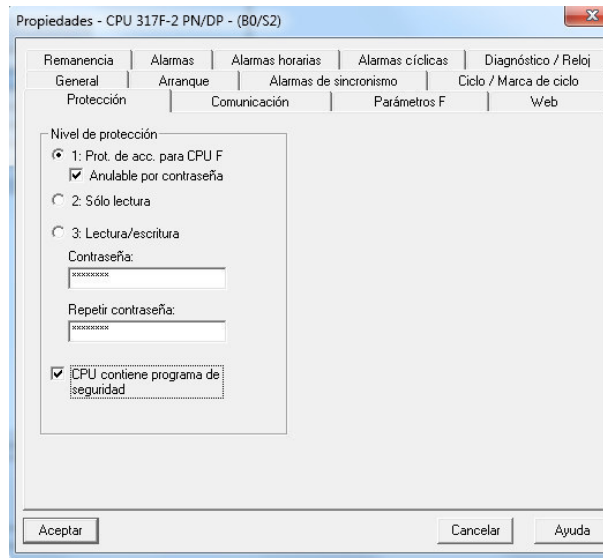 Propiedades - CPU 317F-2 PN/DP - (B0/S2)
Remanencia Alarmas Alarmas horarias Alarmas cíclicas Diagnóstico / Reloj
General Arranque Alarmas de sincronismo Ciclo / Marca de ciclo
Protección Comunicación Parámetros F Web
Nivel de protección
1: Prot. de acc. para CPU F
Anulable por contraseña
2: Sólo lectura
3: Lectura/escritura
Contraseña:
********
Repetir contraseña:
********
CPU contiene programa de
seguridad
Aceptar Cancelar Ayuda